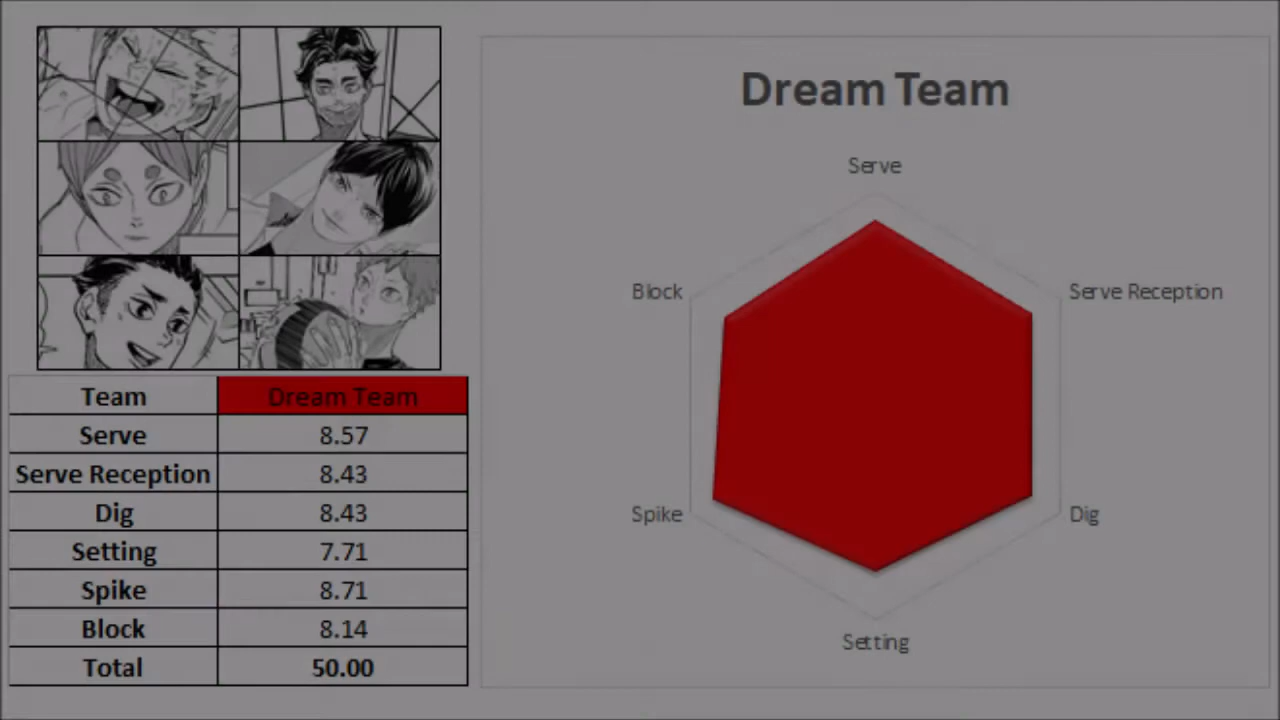 Team Dream Team
Serve 8.57
Serve Reception 8.43
Dig 8.43
Setting 7.71
Spike 8.71
Block 8.14
Total 50.00
Dream Team
Serve
Block Serve Reception
Spike Dig
Setting